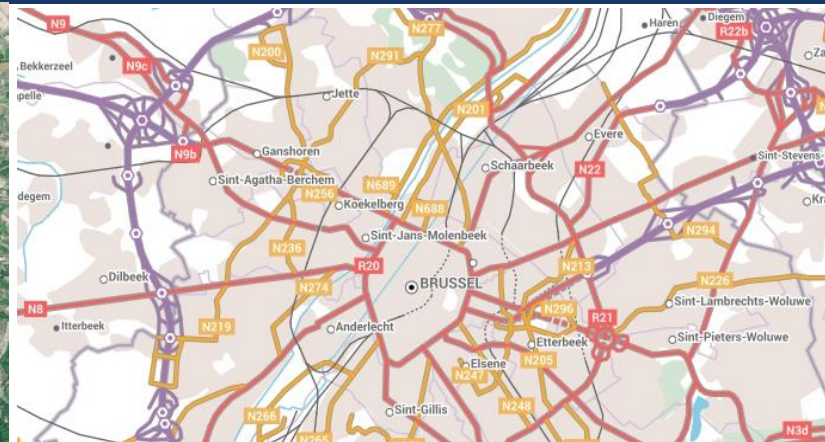 N9
N277
Haren
Diegem
R22b
N200
N291
Bekkerzeel
N9c
Jette
N201
Evere
N9b
Ganshoren
Schaarbeek
N22
Sint-Stevens-
Sint-Agatha-Berchem
N256
N689
Koekelberg
N688
Sint-Jans-Molenbeek
N294
N236
R20
N213
Dilbeek
BRUSSEL
N226
N274
N8
Itterbeek
N219
Anderlecht
N296
R21
Sint-Lambrechts-Woluwe
Etterbeek
Sint-Pieters-Woluwe
N205
Elsene
N247
N248
Sint-Gillis
N266
N265
N3d